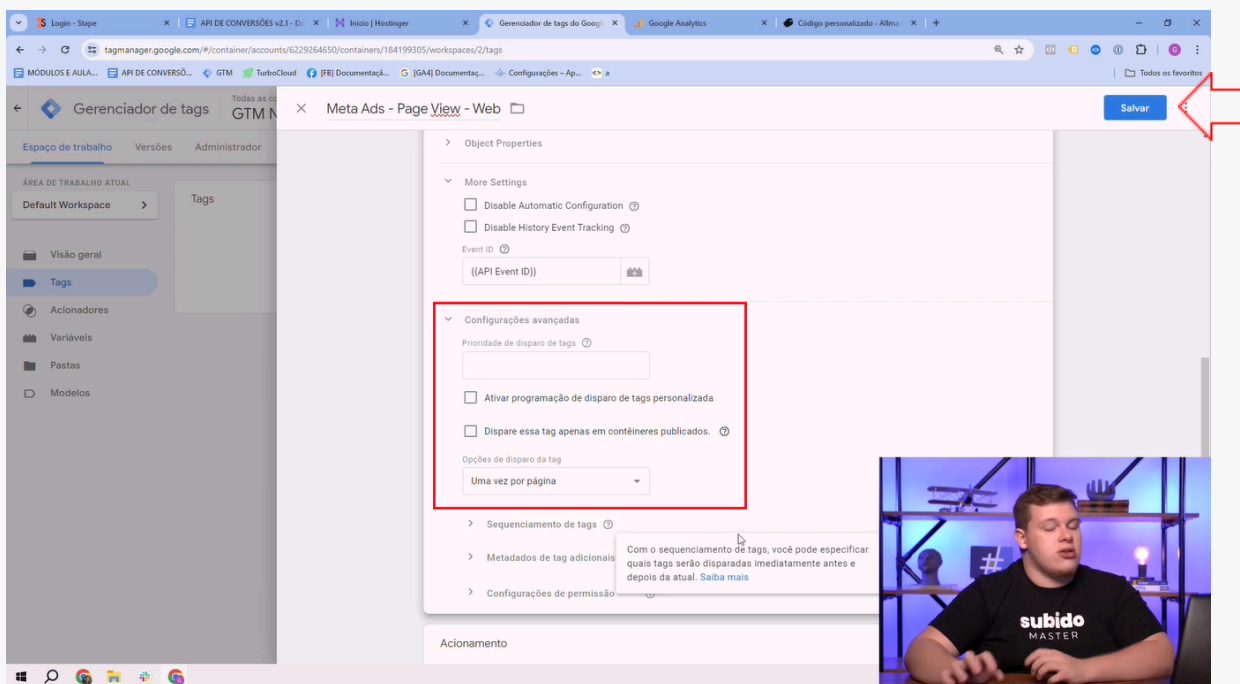 S Login - Stape
API DE CONVERSÕES v2.1 - Do
Início | Hostinger
Gerenciador de tags do Google
Google Analytics
Código personalizado ‹ Allma
tagmanager.google.com/#/container/accounts/6229264650/containers/184199305/workspaces/2/tags
MÓDULOS E AULA...
API DE CONVERSÕ...
GTM
TurboCloud
[FB] Documentaçã...
[GA4] Documentaç...
Configurações – Ap...
a
Todos os favoritos
Gerenciador de tags
Todas as co
GTM N
Meta Ads - Page View - Web
Salvar
Espaço de trabalho
Versões
Administrador
ÁREA DE TRABALHO ATUAL
Default Workspace
Tags
Visão geral
Tags
Acionadores
Variáveis
Pastas
Modelos
Object Properties
More Settings
Disable Automatic Configuration
Disable History Event Tracking
Event ID
{{API Event ID}}
Configurações avançadas
Prioridade de disparo de tags
Ativar programação de disparo de tags personalizada
Dispare essa tag apenas em contêineres publicados.
Opções de disparo da tag
Uma vez por página
Sequenciamento de tags
Com o sequenciamento de tags, você pode especificar
quais tags serão disparadas imediatamente antes e
depois da atual. Saiba mais
Metadados de tag adicionais
Configurações de permissão
Acionamento
#
subido
MASTER